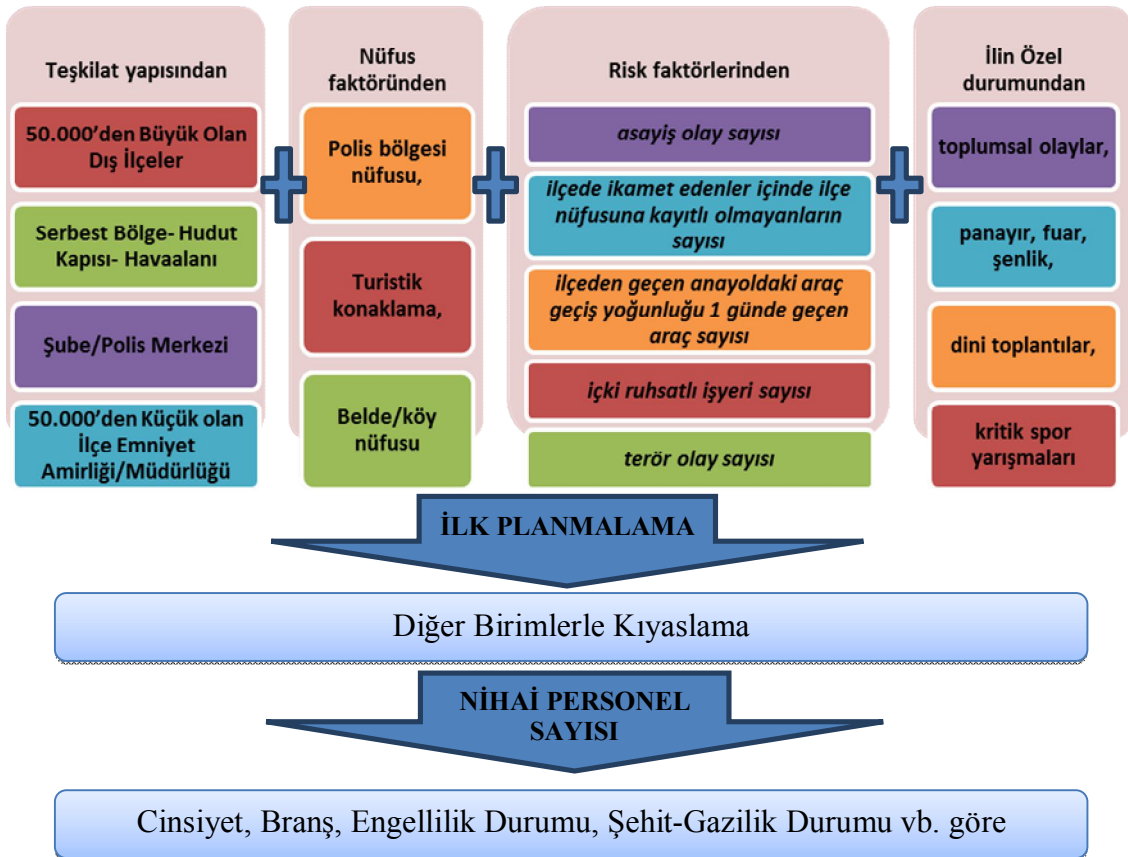 Teşkilat yapısından
50.000'den Büyük Olan
Dış İlçeler
Serbest Bölge- Hudut
Kapısı- Havaalanı
Şube/Polis Merkezi
50.000'den Küçük olan
İlçe Emniyet
Amirliği/Müdürlüğü
Nüfus
faktöründen
Polis bölgesi
nüfusu,
Turistik
konaklama,
Belde/köy
nüfusu
Risk faktörlerinden
asayiş olay sayısı
ilçede ikamet edenler içinde ilçe
nüfusuna kayıtlı olmayanların
sayısı
ilçeden geçen anayoldaki araç
geçiş yoğunluğu 1 günde geçen
araç sayısı
içki ruhsatlı işyeri sayısı
terör olay sayısı
İlin Özel
durumundan
toplumsal olaylar,
panayır, fuar,
şenlik,
dini toplantılar,
kritik spor
yarışmaları
İLK PLANMALAMA
Diğer Birimlerle Kıyaslama
NİHAİ PERSONEL
SAYISI
Cinsiyet, Branş, Engellilik Durumu, Şehit-Gazilik Durumu vb. göre